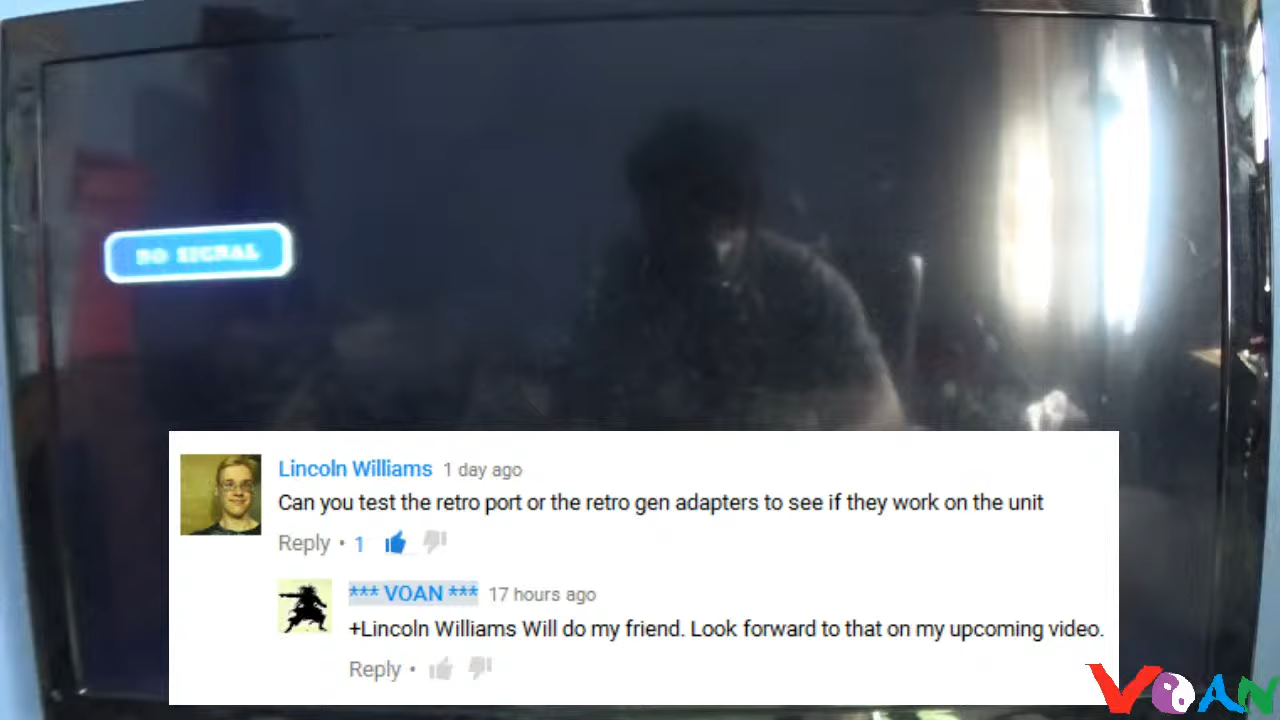 NO SIGNAL
Lincoln Williams 1 day ago
Can you test the retro port or the retro gen adapters to see if they work on the unit
Reply • 1
*** VOAN *** 17 hours ago
+Lincoln Williams Will do my friend. Look forward to that on my upcoming video.
Reply •
VOAN